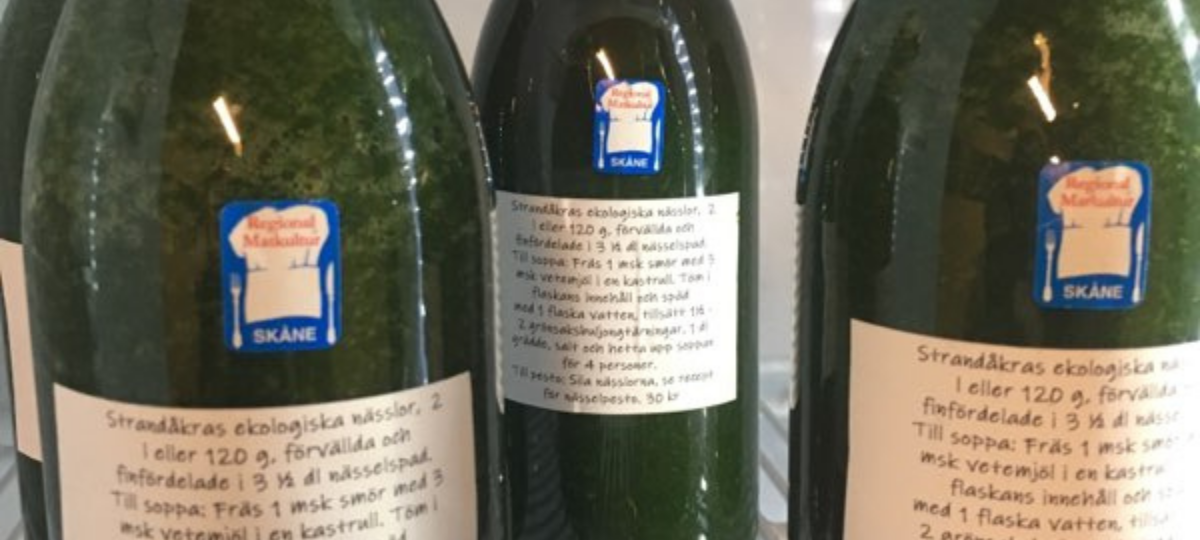 Regional
Matkultur
SKÅNE
Strandåkras ekologiska nässlor, 2
l eller 120 g, förvällda och
finfördelade i 3 ½ dl nässelspad.
Till soppa: Fräs 1 msk smör med 3
msk vetemjöl i en kastrull. Töm i
Regional
Matkultur
SKÅNE
Strandåkras ekologiska nässlor, 2
l eller 120 g, förvällda och
finfördelade i 3 ½ dl nässelspad.
Till soppa: Fräs 1 msk smör med 3
msk vetemjöl i en kastrull. Töm i
flaskans innehåll och späd
med 1 flaska vatten, tillsätt 1½ -
2 grönsaksbuljongtärningar, 1 dl
grädde, salt och hetta upp soppan
för 4 personer.
Till pesto: Sila nässlorna, se recept
för nässelpesto. 30 kr
Regional
Matkultur
SKÅNE
Strandåkras ekologiska
l eller 120 g, förvällda
finfördelade i 3 ½ dl
Till soppa: Fräs 1 msk
msk vetemjöl i en
flaskans innehåll och
med 1 flaska vatten,
2